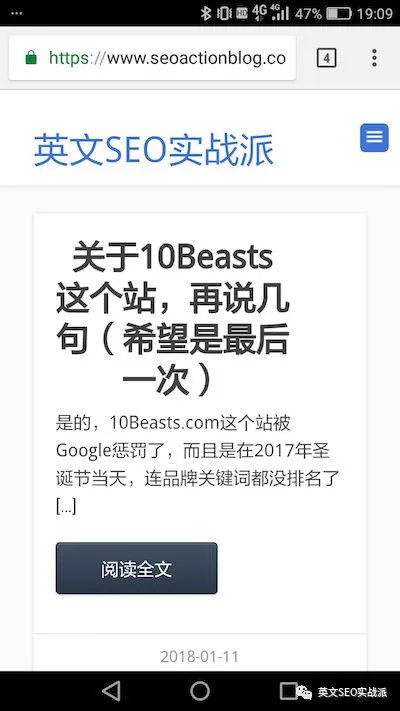 47% 19:09
https://www.seoactionblog.co
4
英文SEO实战派
关于10Beasts
这个站，再说几
句（希望是最后
一次）
是的，10Beasts.com这个站被
Google惩罚了，而且是在2017年圣
诞节当天，连品牌关键词都没排名了
[...]
阅读全文
2018-01-11
英文SEO实战派